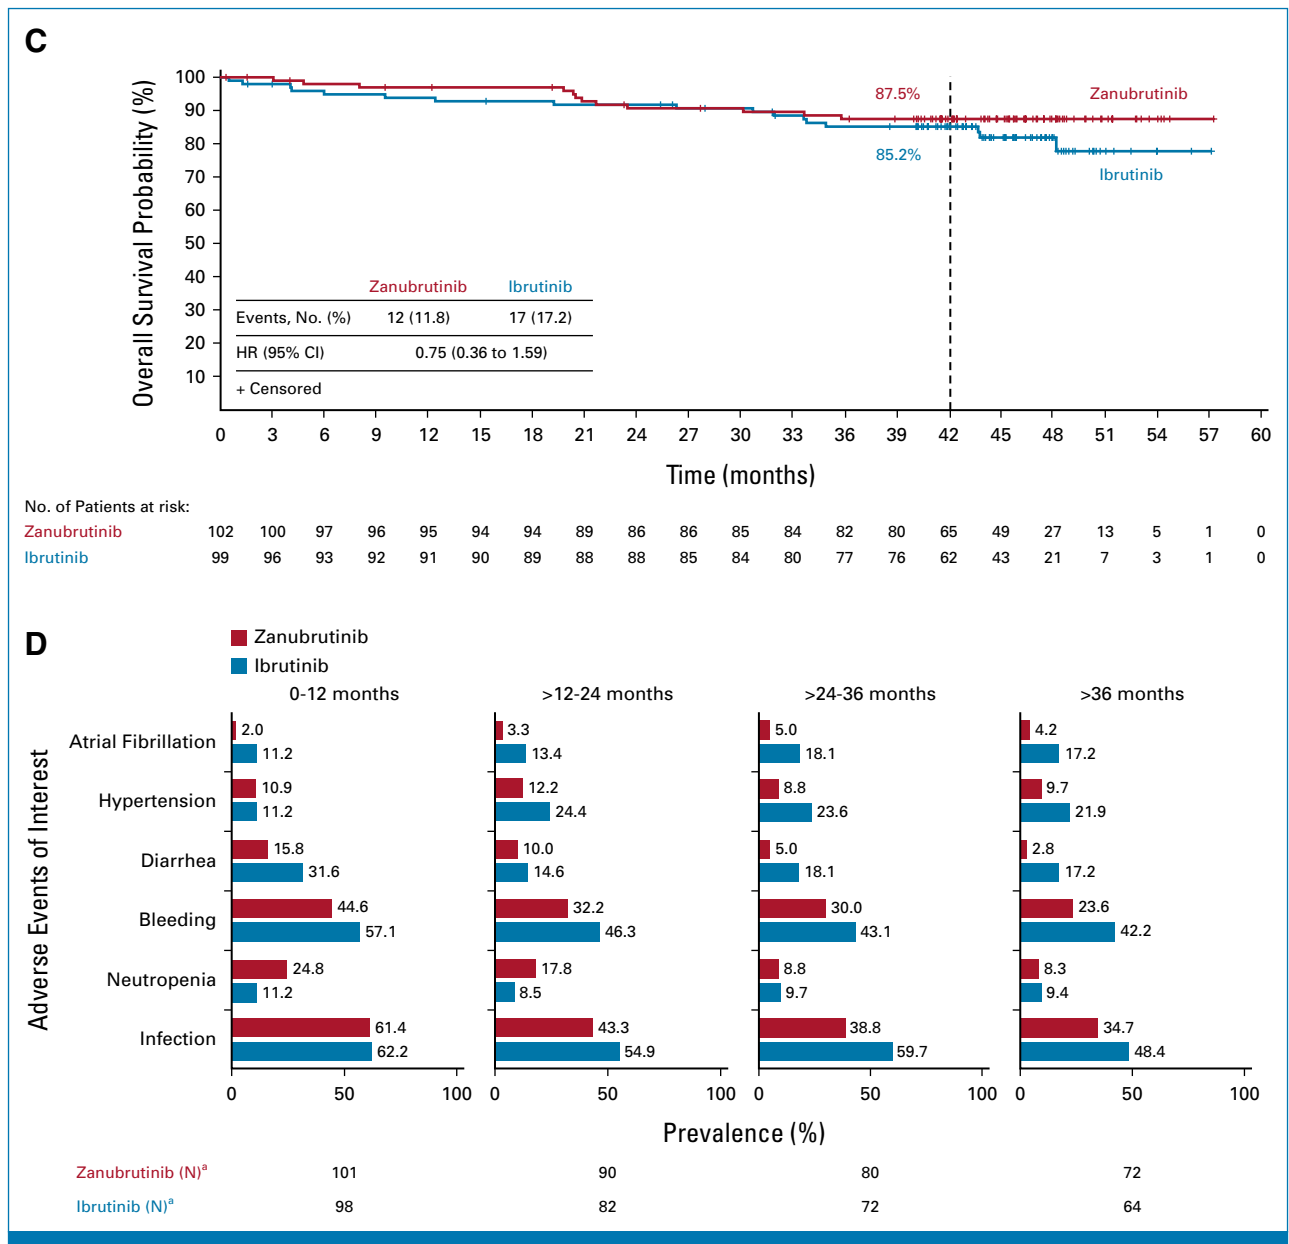 C
Overall Survival Probability (%)
100
90
80
70
60
50
40
30
20
10
87.5%
Zanubrutinib
85.2%
Ibrutinib
Zanubrutinib Ibrutinib
Events, No. (%) 12 (11.8) 17 (17.2)
HR (95% CI) 0.75 (0.36 to 1.59)
+ Censored
0 3 6 9 12 15 18 21 24 27 30 33 36 39 42 45 48 51 54 57 60
Time (months)
No. of Patients at risk:
Zanubrutinib 102 100 97 96 95 94 94 89 86 86 85 84 82 80 65 49 27 13 5 1 0
Ibrutinib 99 96 93 92 91 90 89 88 88 85 84 80 77 76 62 43 21 7 3 1 0
D
Zanubrutinib
Ibrutinib
0-12 months >12-24 months >24-36 months >36 months
Adverse Events of Interest
Atrial Fibrillation
2.0 3.3 5.0 4.2
11.2 13.4 18.1 17.2
Hypertension
10.9 12.2 8.8 9.7
11.2 24.4 23.6 21.9
Diarrhea
15.8 10.0 5.0 2.8
31.6 14.6 18.1 17.2
Bleeding
44.6 32.2 30.0 23.6
57.1 46.3 43.1 42.2
Neutropenia
24.8 17.8 8.8 8.3
11.2 8.5 9.7 9.4
Infection
61.4 43.3 38.8 34.7
62.2 54.9 59.7 48.4
0 50 100 0 50 100 0 50 100 0 50 100
Prevalence (%)
Zanubrutinib (N)ᵃ 101 90 80 72
Ibrutinib (N)ᵃ 98 82 72 64